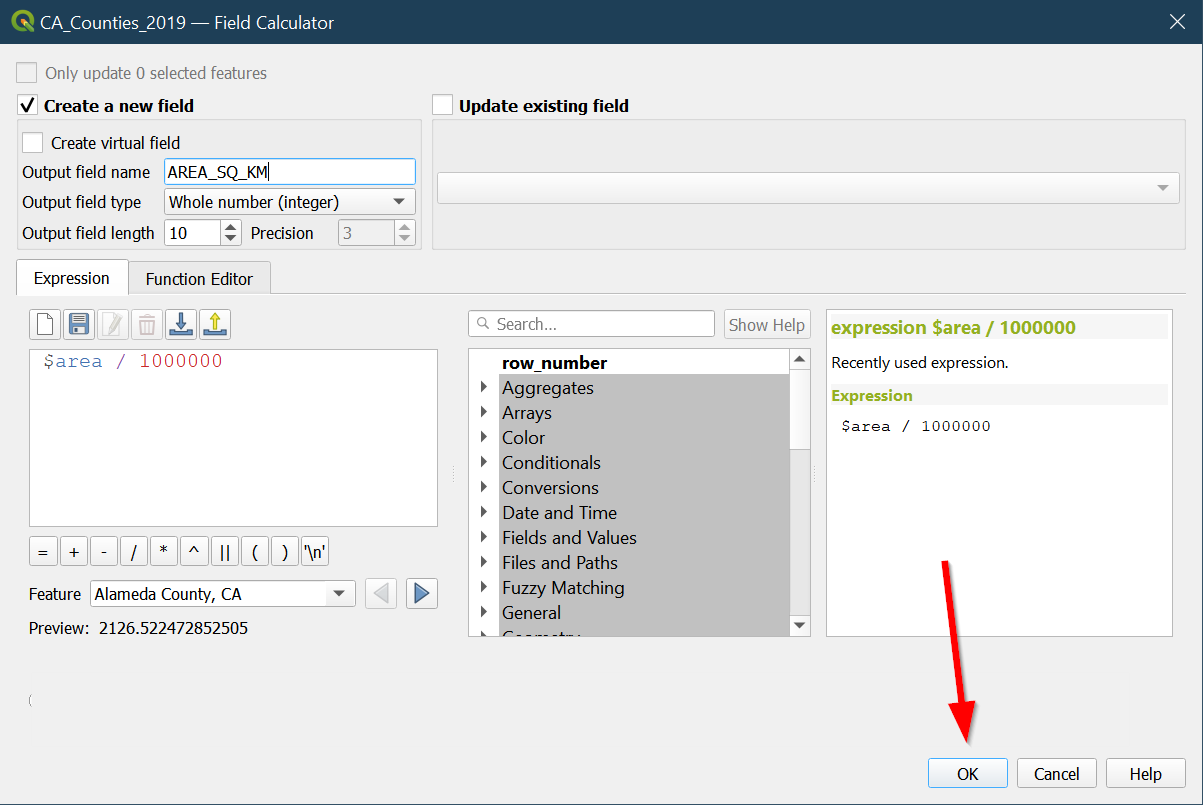 CA_Counties_2019 — Field Calculator
Only update 0 selected features
Create a new field
Update existing field
Create virtual field
Output field name AREA_SQ_KM
Output field type Whole number (integer)
Output field length 10 Precision 3
Expression Function Editor
Search... Show Help
$area / 1000000
row_number
Aggregates
Arrays
Color
Conditionals
Conversions
Date and Time
Fields and Values
Files and Paths
Fuzzy Matching
General
Geometry
expression $area / 1000000
Recently used expression.
Expression
$area / 1000000
= + - / * ^ || ( ) '\n'
Feature Alameda County, CA
Preview: 2126.522472852505
(
OK Cancel Help